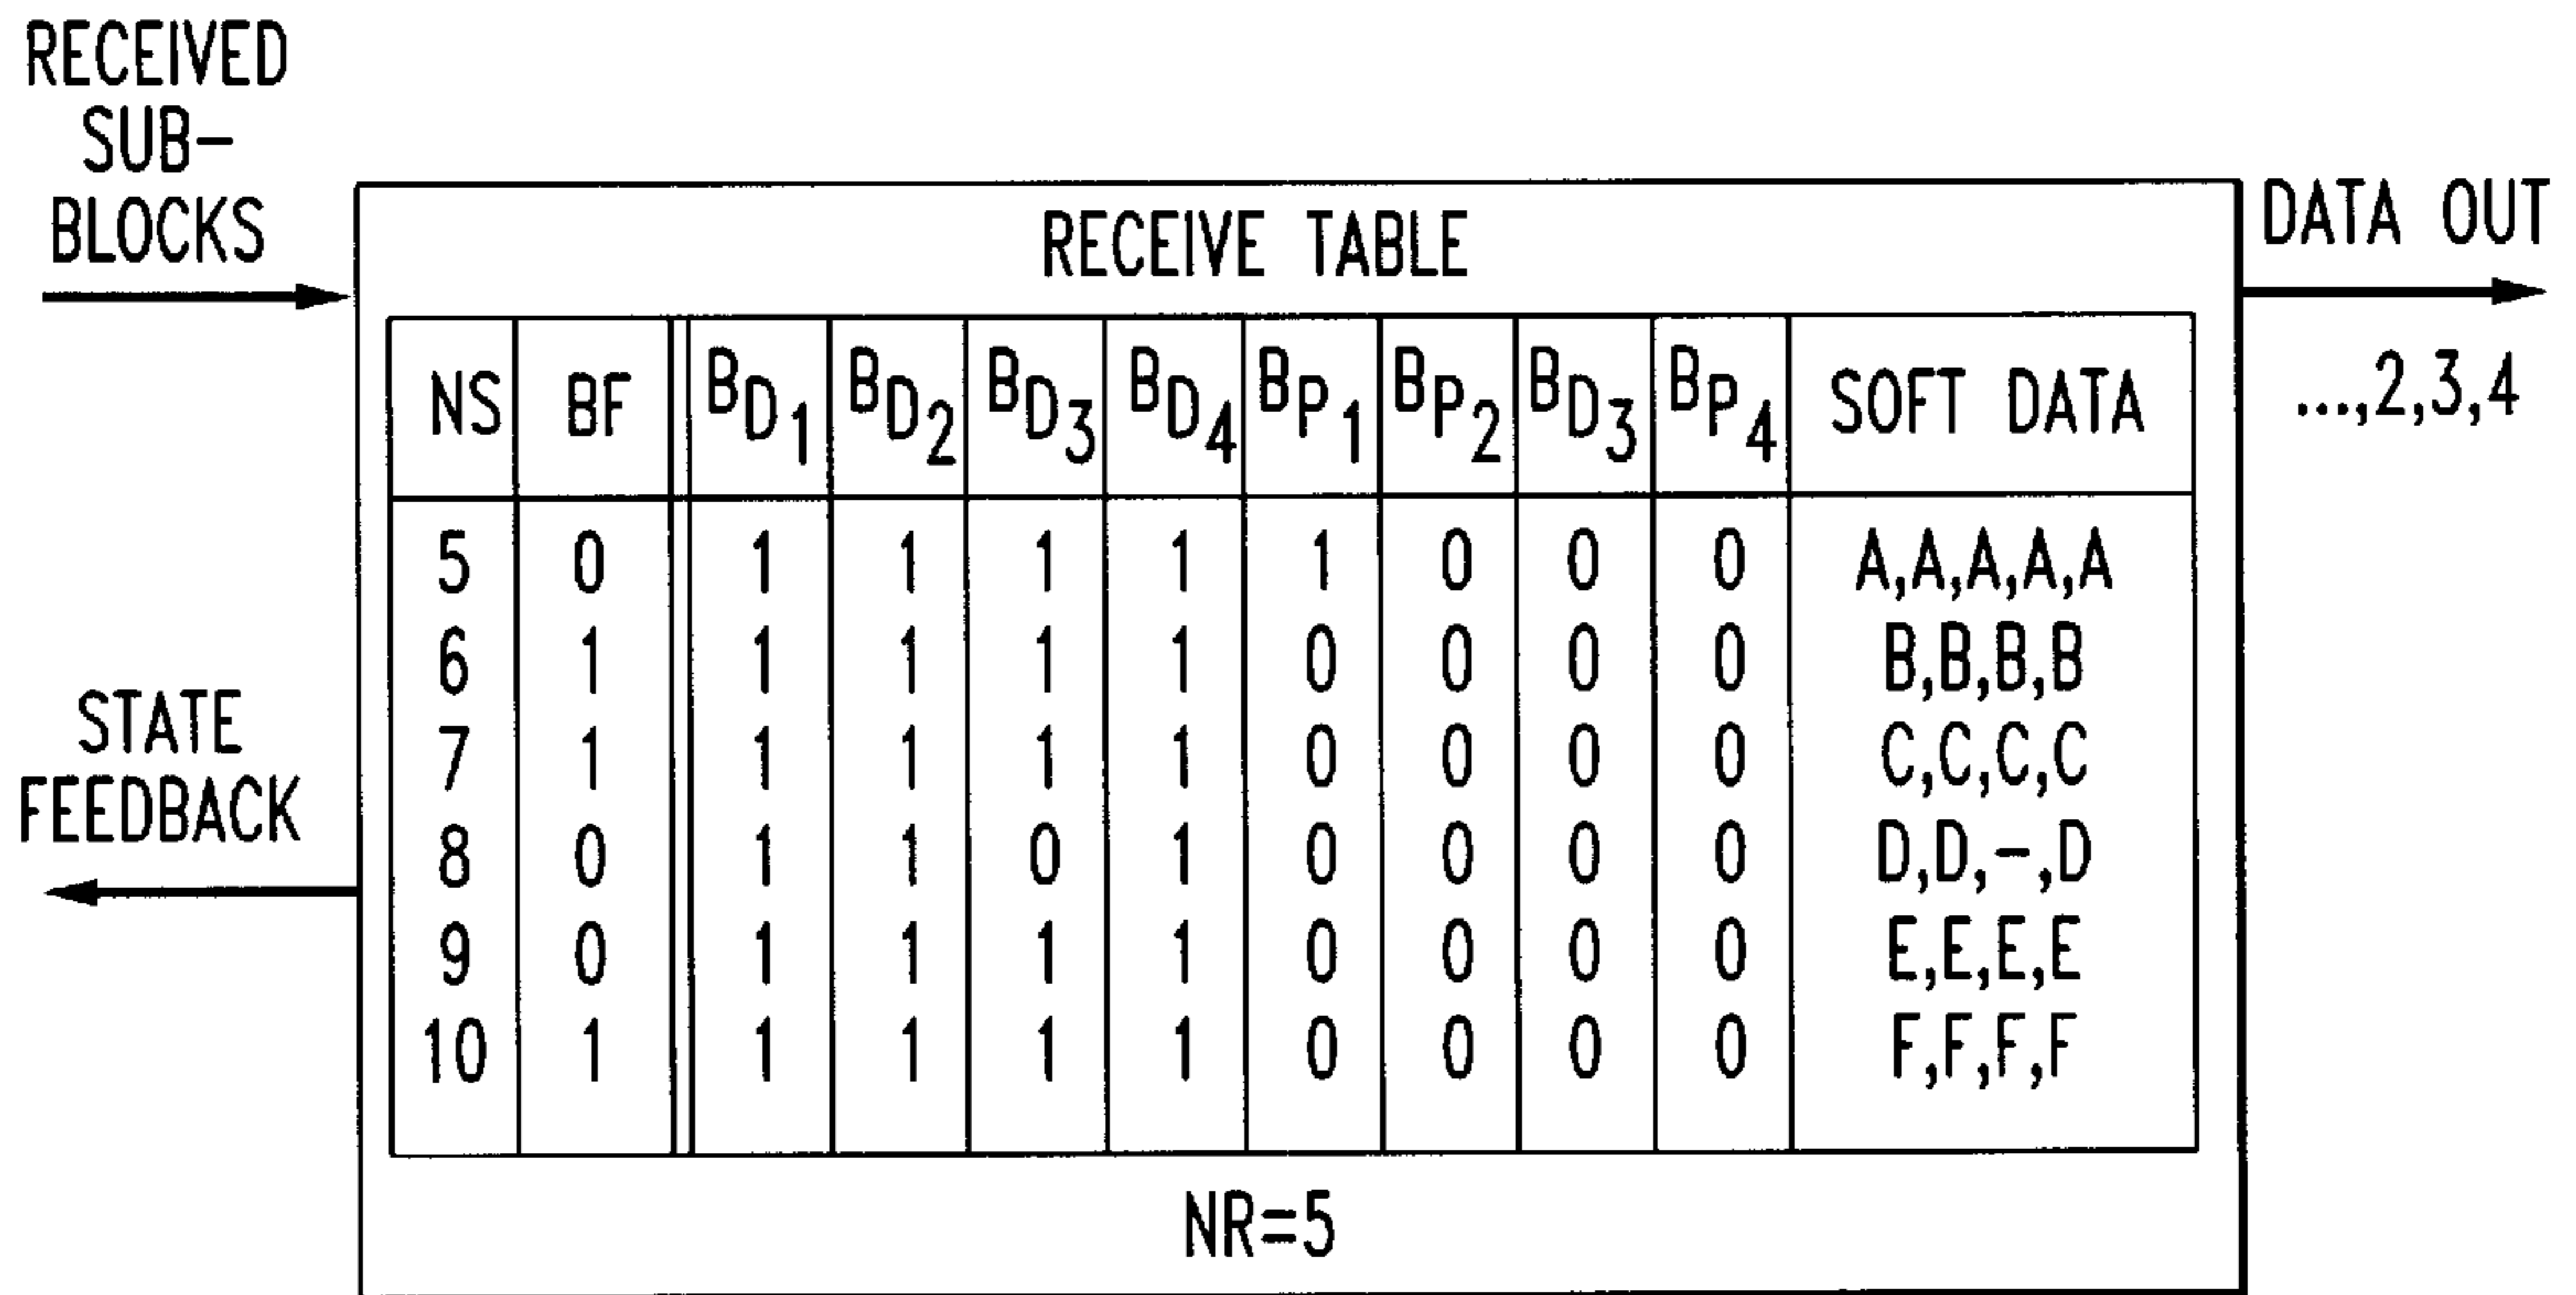 RECEIVED
SUB-
BLOCKS
RECEIVE TABLE
DATA OUT
...,2,3,4
NS BF BD1 BD2 BD3 BD4 BP1 BP2 BD3 BP4 SOFT DATA
5 0 1 1 1 1 1 0 0 0 A,A,A,A,A
6 1 1 1 1 1 0 0 0 0 B,B,B,B
7 1 1 1 1 1 0 0 0 0 C,C,C,C
8 0 1 1 0 1 0 0 0 0 D,D,-,D
9 0 1 1 1 1 0 0 0 0 E,E,E,E
10 1 1 1 1 1 0 0 0 0 F,F,F,F
STATE
FEEDBACK
NR=5